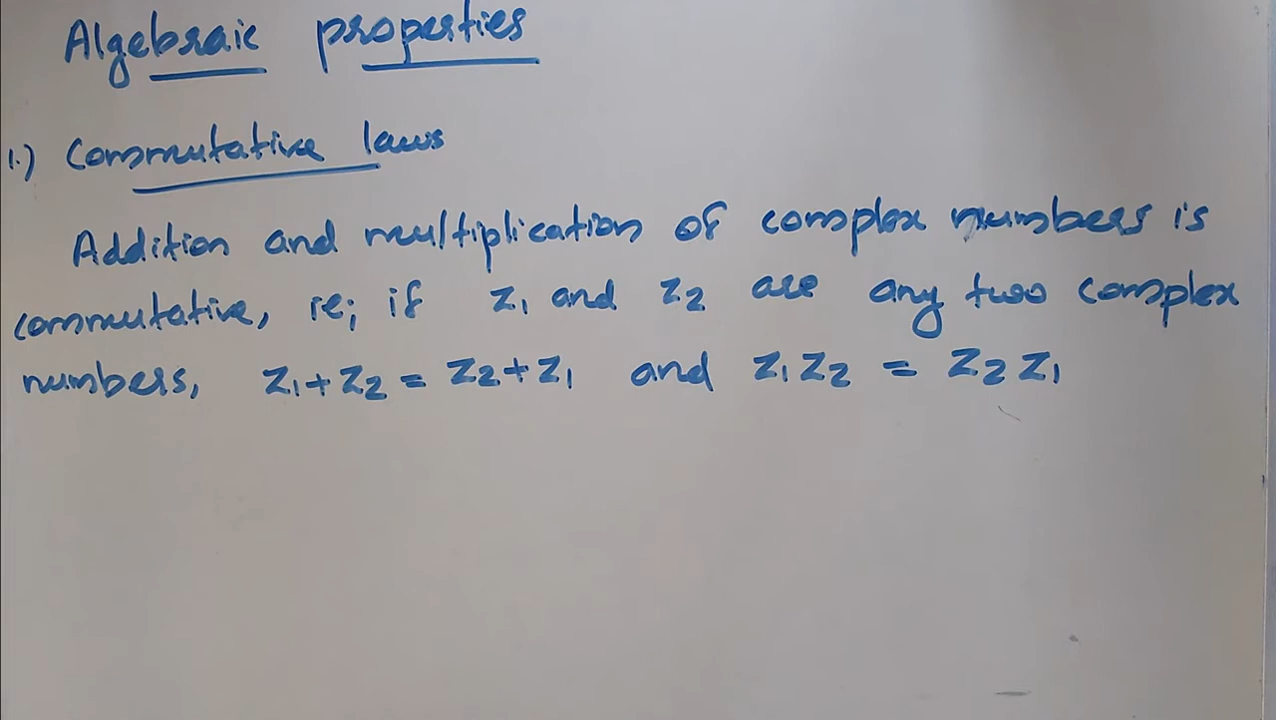 Algebraic properties
1.) Commutative laws
Addition and multiplication of complex numbers is
commutative, ie; if z₁ and z₂ are any two complex
numbers, z₁+z₂ = z₂+z₁ and z₁z₂ = z₂z₁